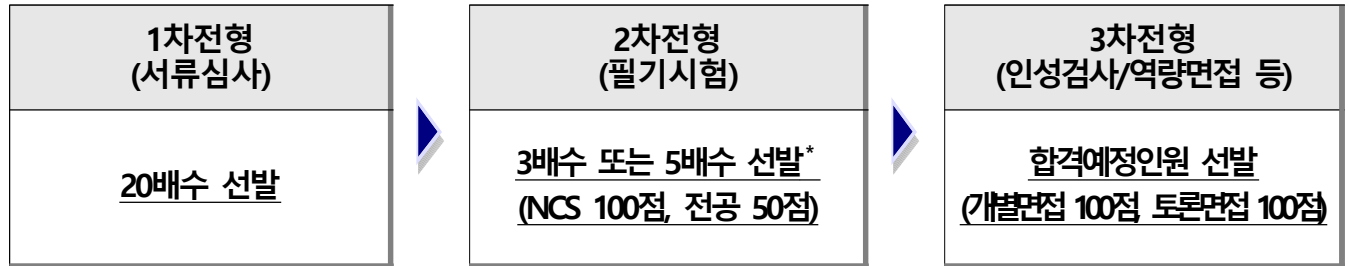 1차전형
(서류심사)
20배수 선발
2차전형
(필기시험)
3배수 또는 5배수 선발*
(NCS 100점, 전공 50점)
3차전형
(인성검사/역량면접 등)
합격예정인원 선발
(개별면접 100점, 토론면접 100점)